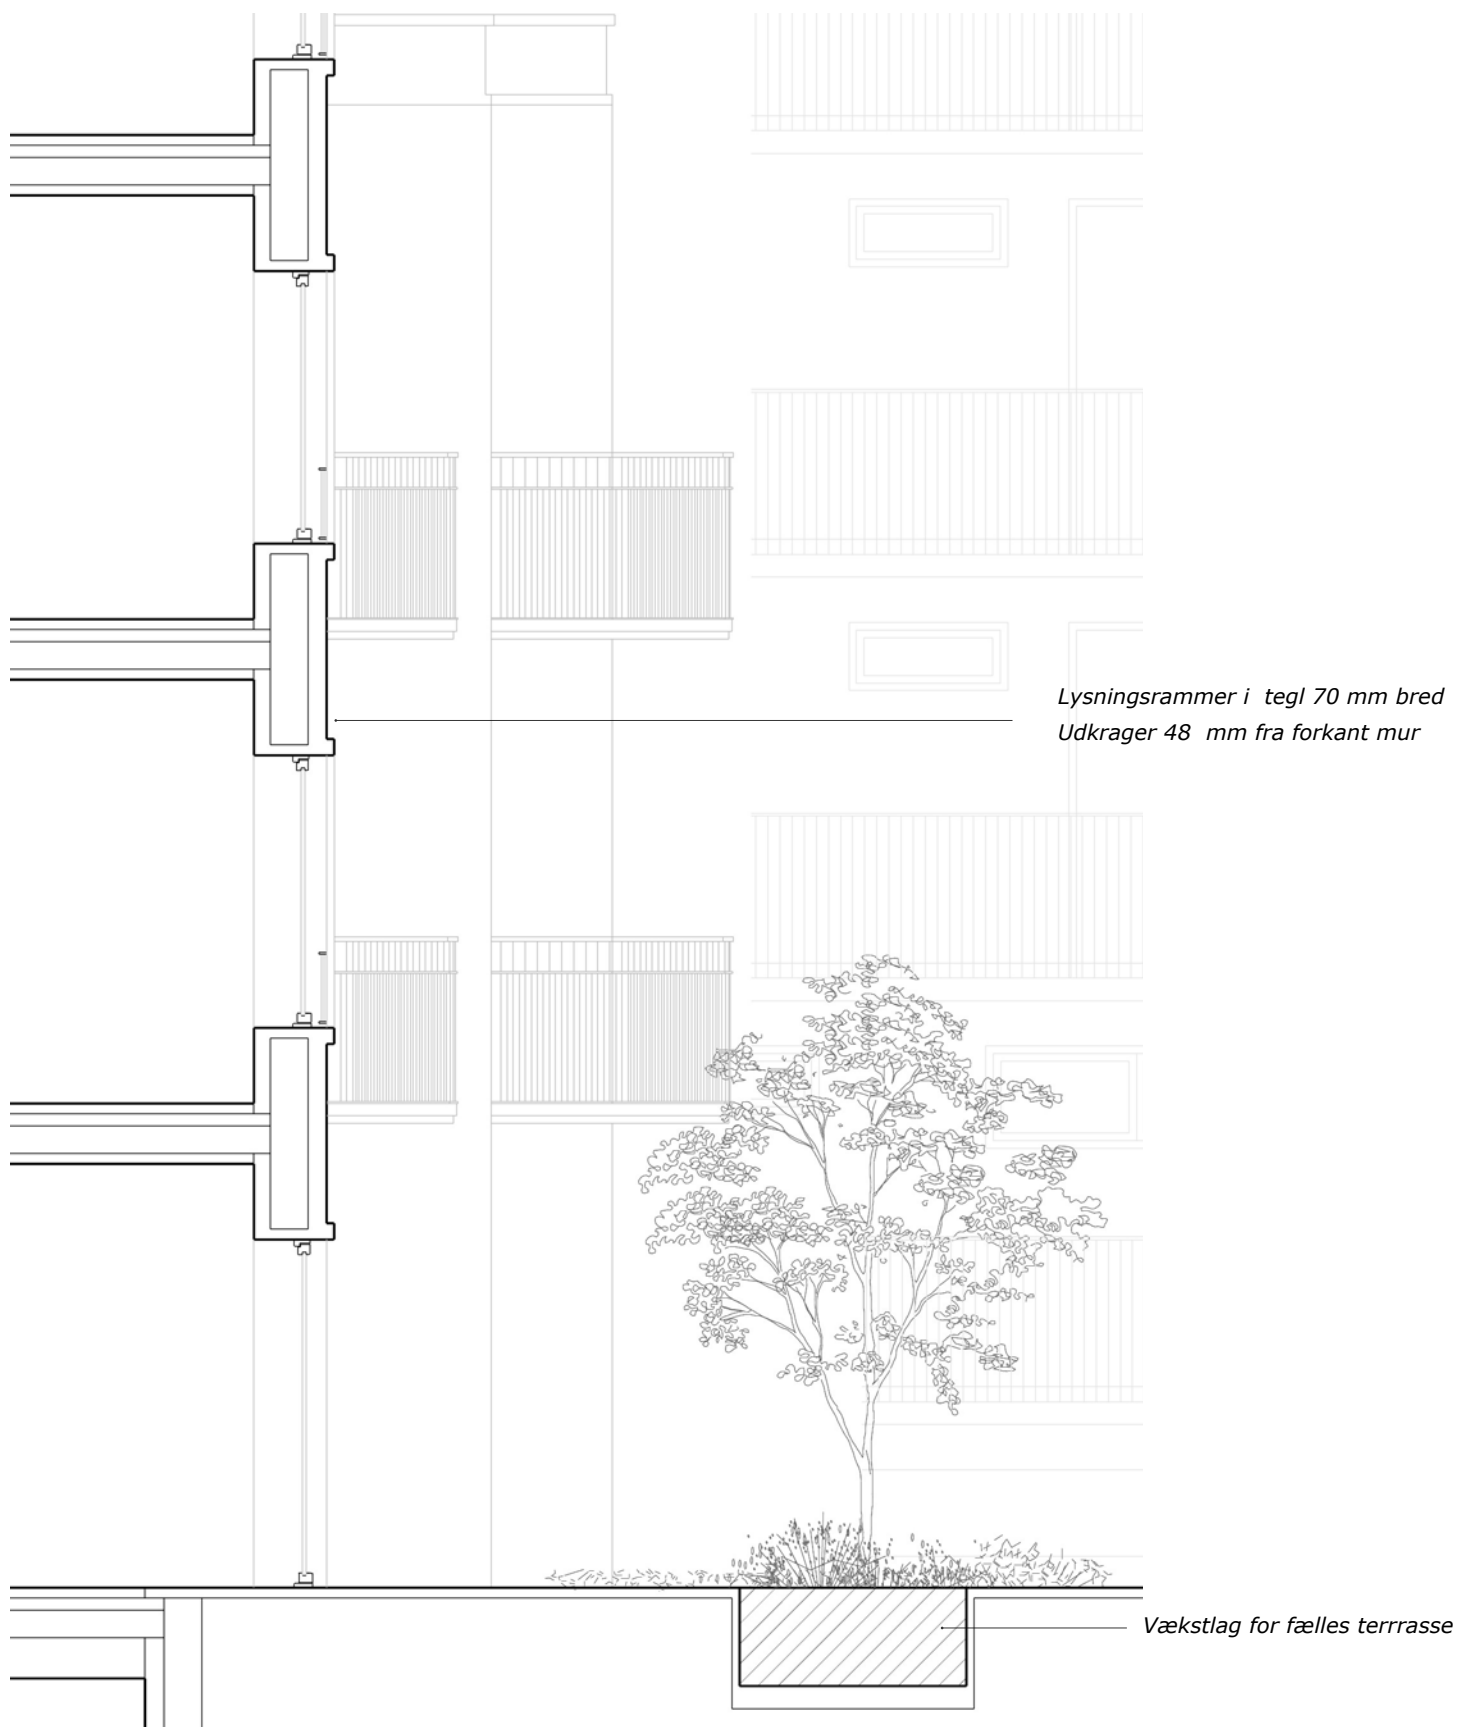 Lysningsrammer i  tegl 70 mm bred
Udkrager 48  mm fra forkant mur
Vækstlag for fælles terrrasse